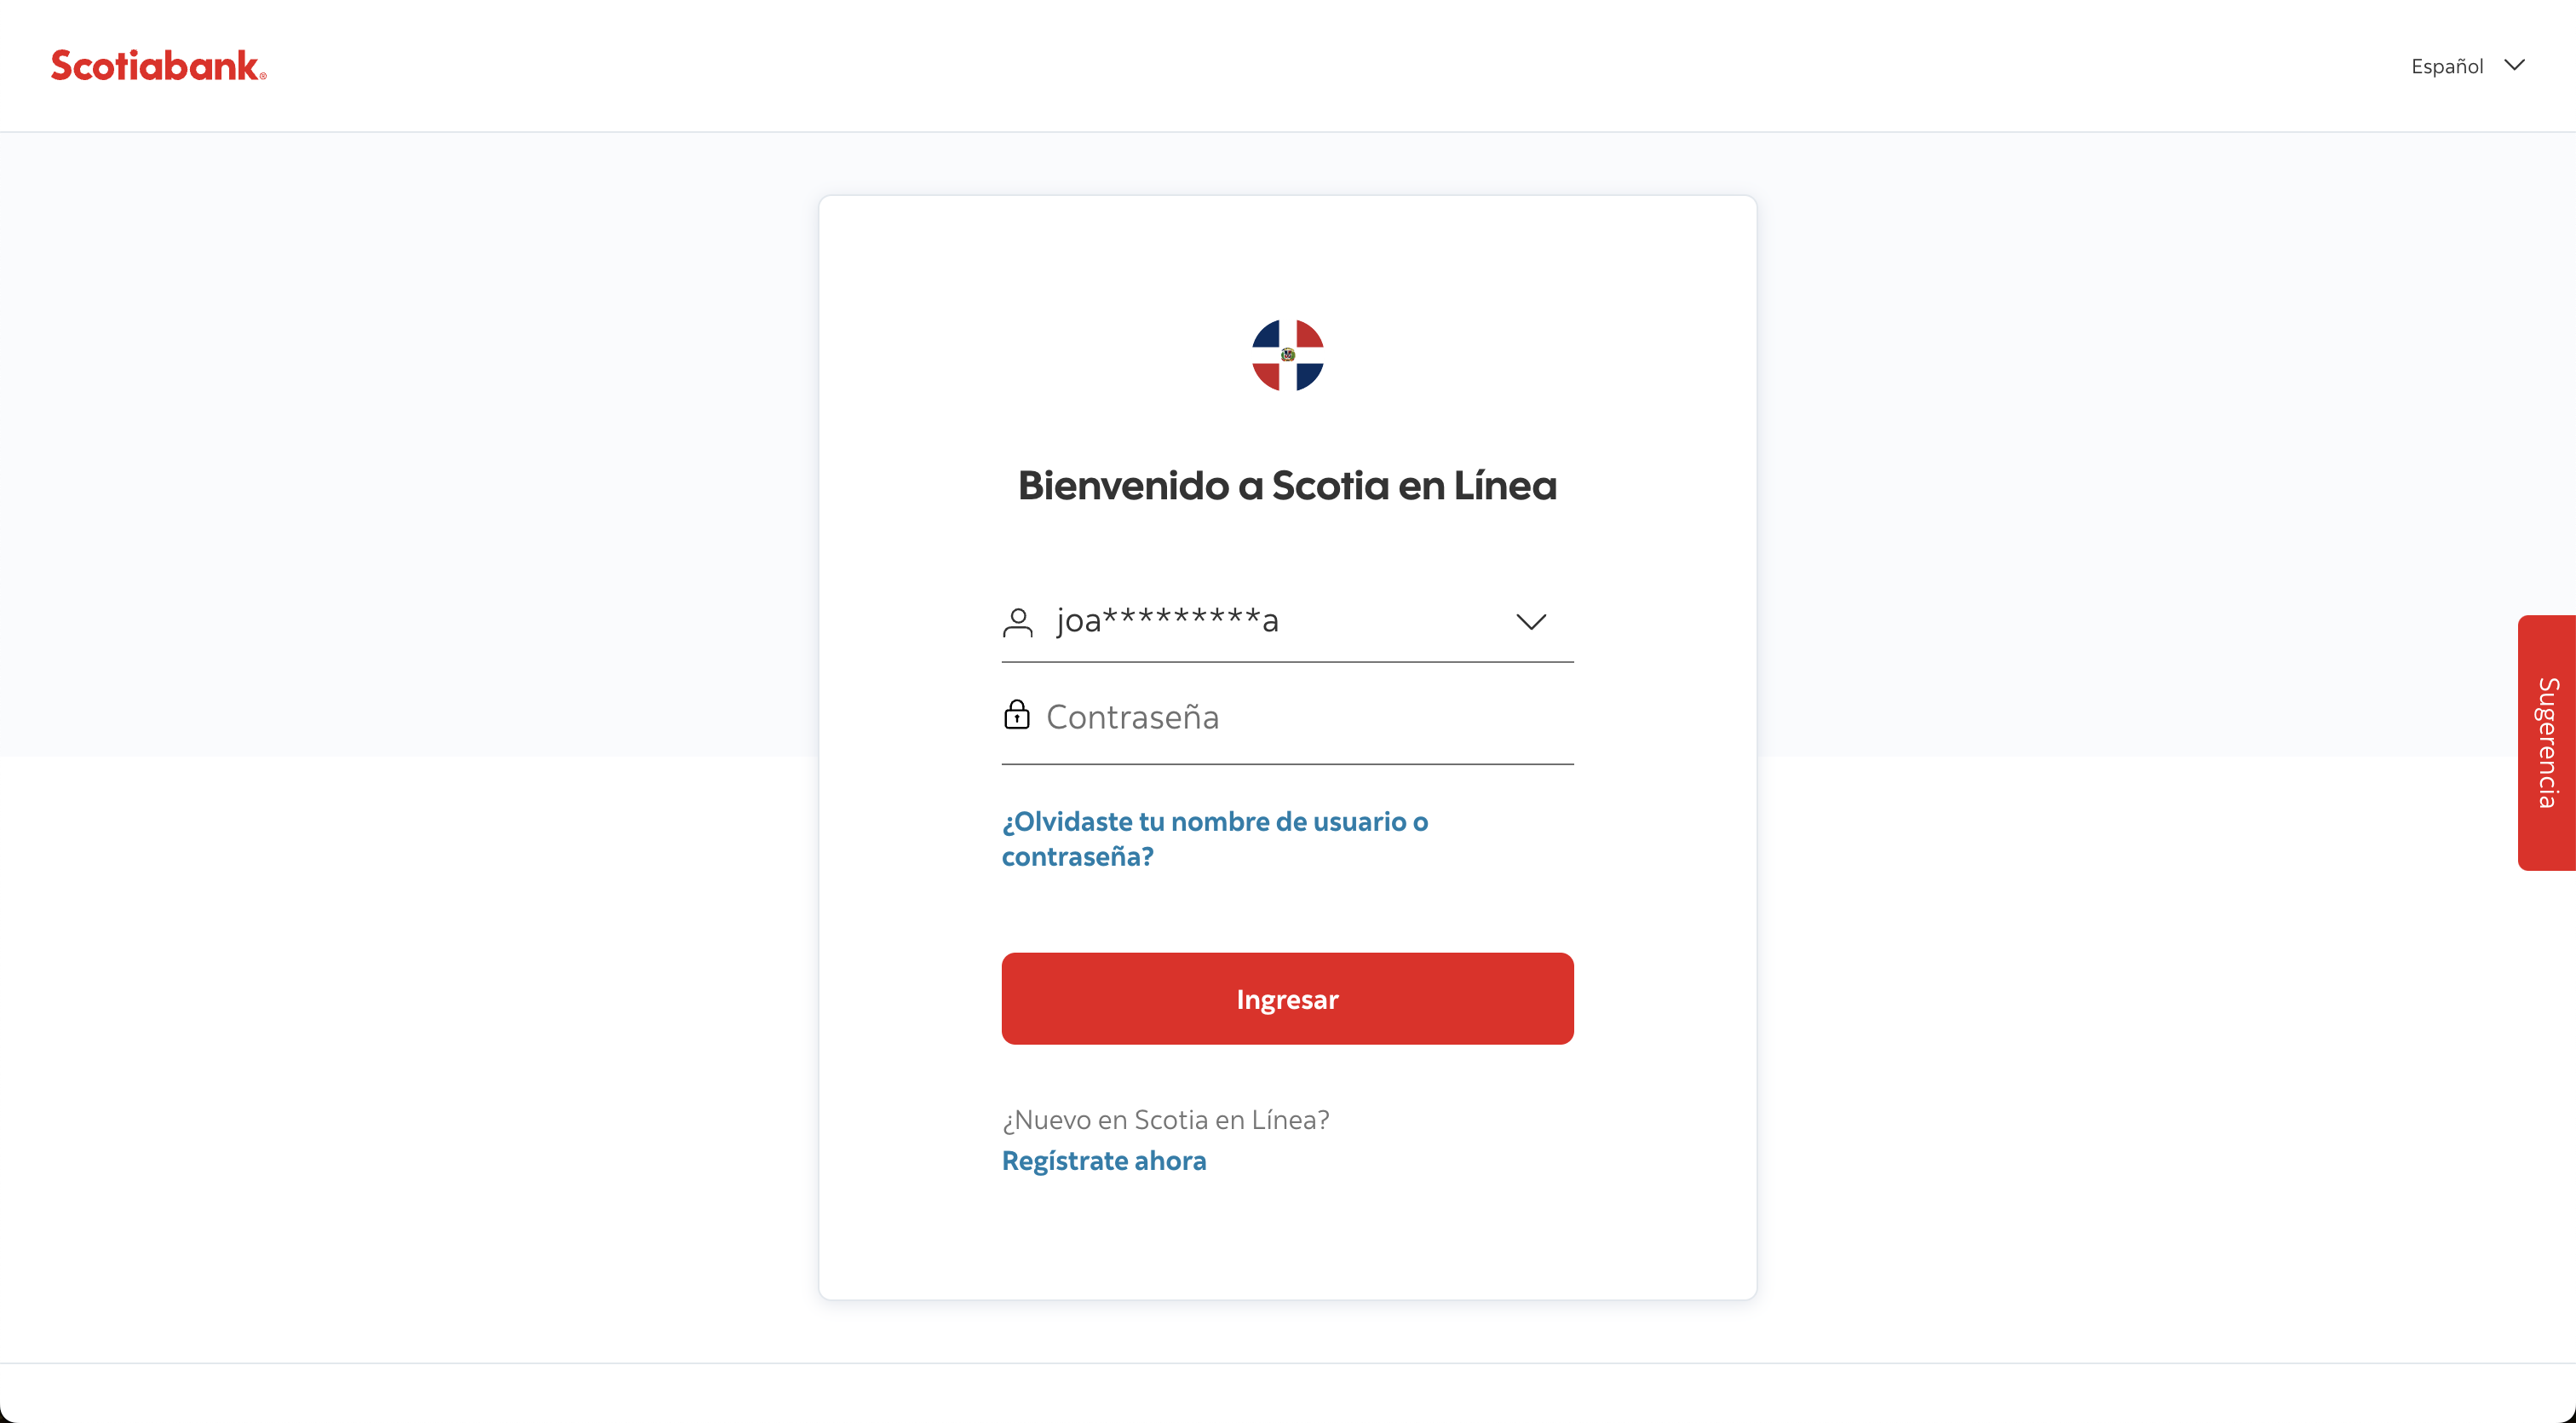 Scotiabank®
Español
Bienvenido a Scotia en Línea
joa*********a
Contraseña
¿Olvidaste tu nombre de usuario o
contraseña?
Ingresar
¿Nuevo en Scotia en Línea?
Regístrate ahora
Sugerencia